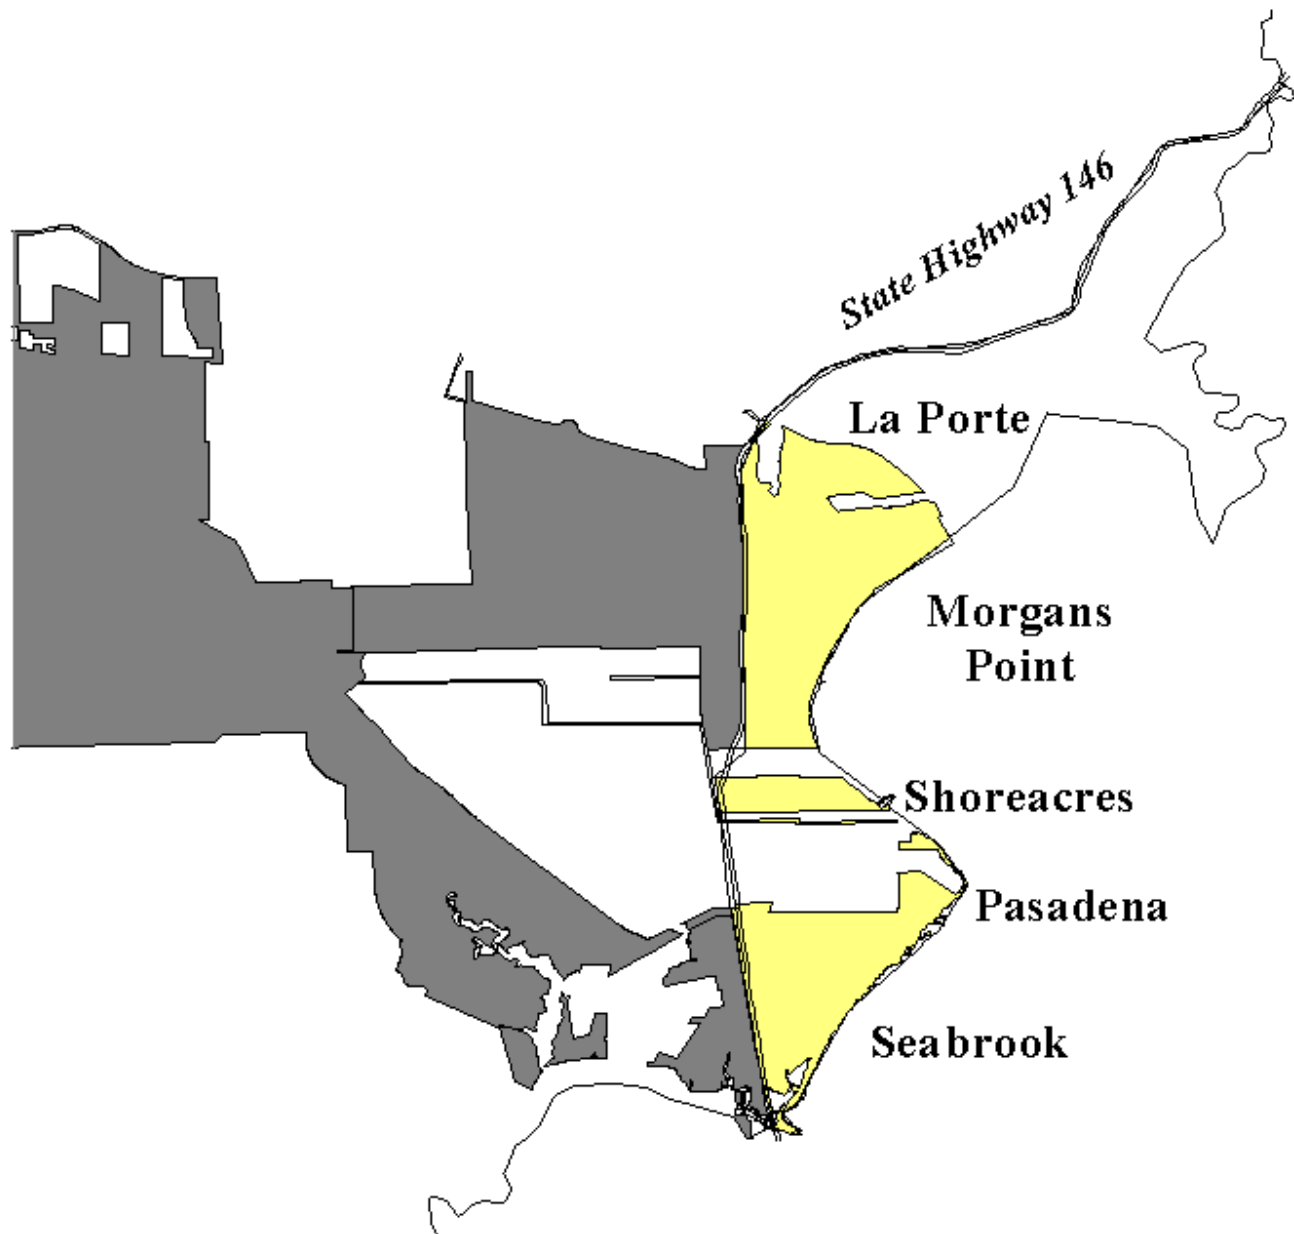 State Highway 146
La Porte
Morgans
Point
Shoreacres
Pasadena
Seabrook